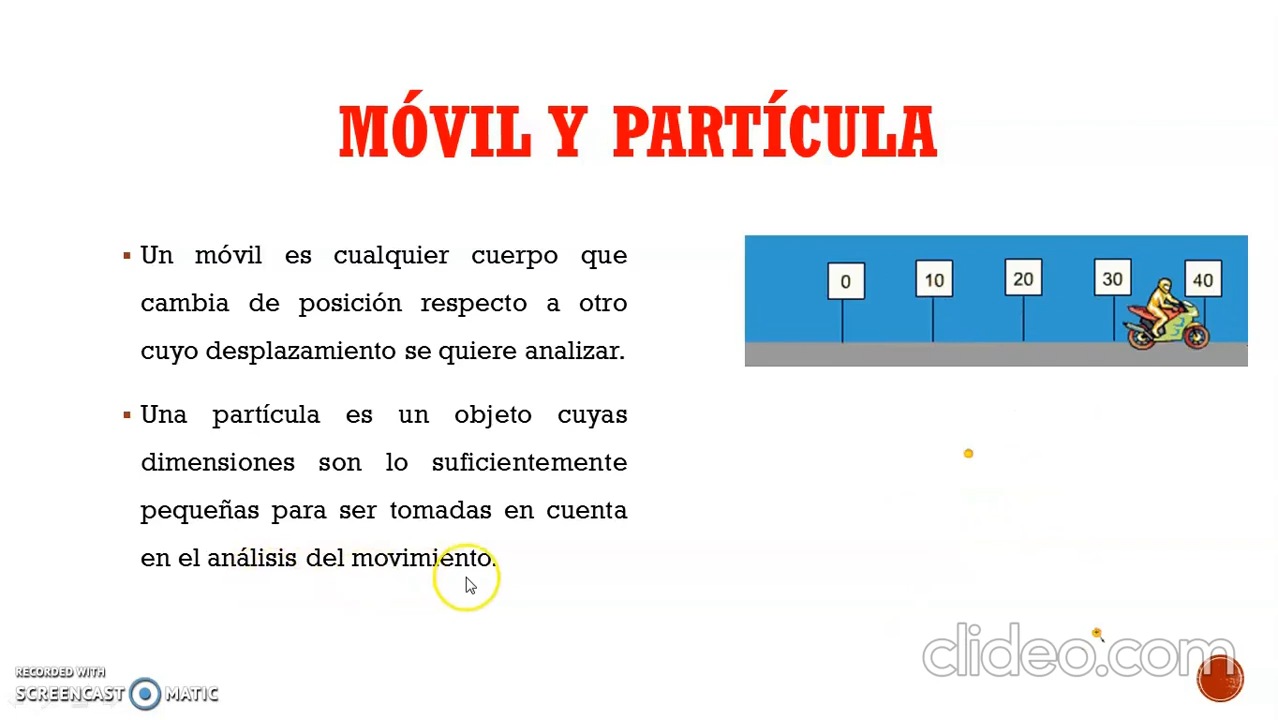 MÓVIL Y PARTÍCULA
▪ Un móvil es cualquier cuerpo que
cambia de posición respecto a otro
cuyo desplazamiento se quiere analizar.
▪ Una partícula es un objeto cuyas
dimensiones son lo suficientemente
pequeñas para ser tomadas en cuenta
en el análisis del movimiento.
0 10 20 30 40
clideo.com
RECORDED WITH
SCREENCAST MATIC